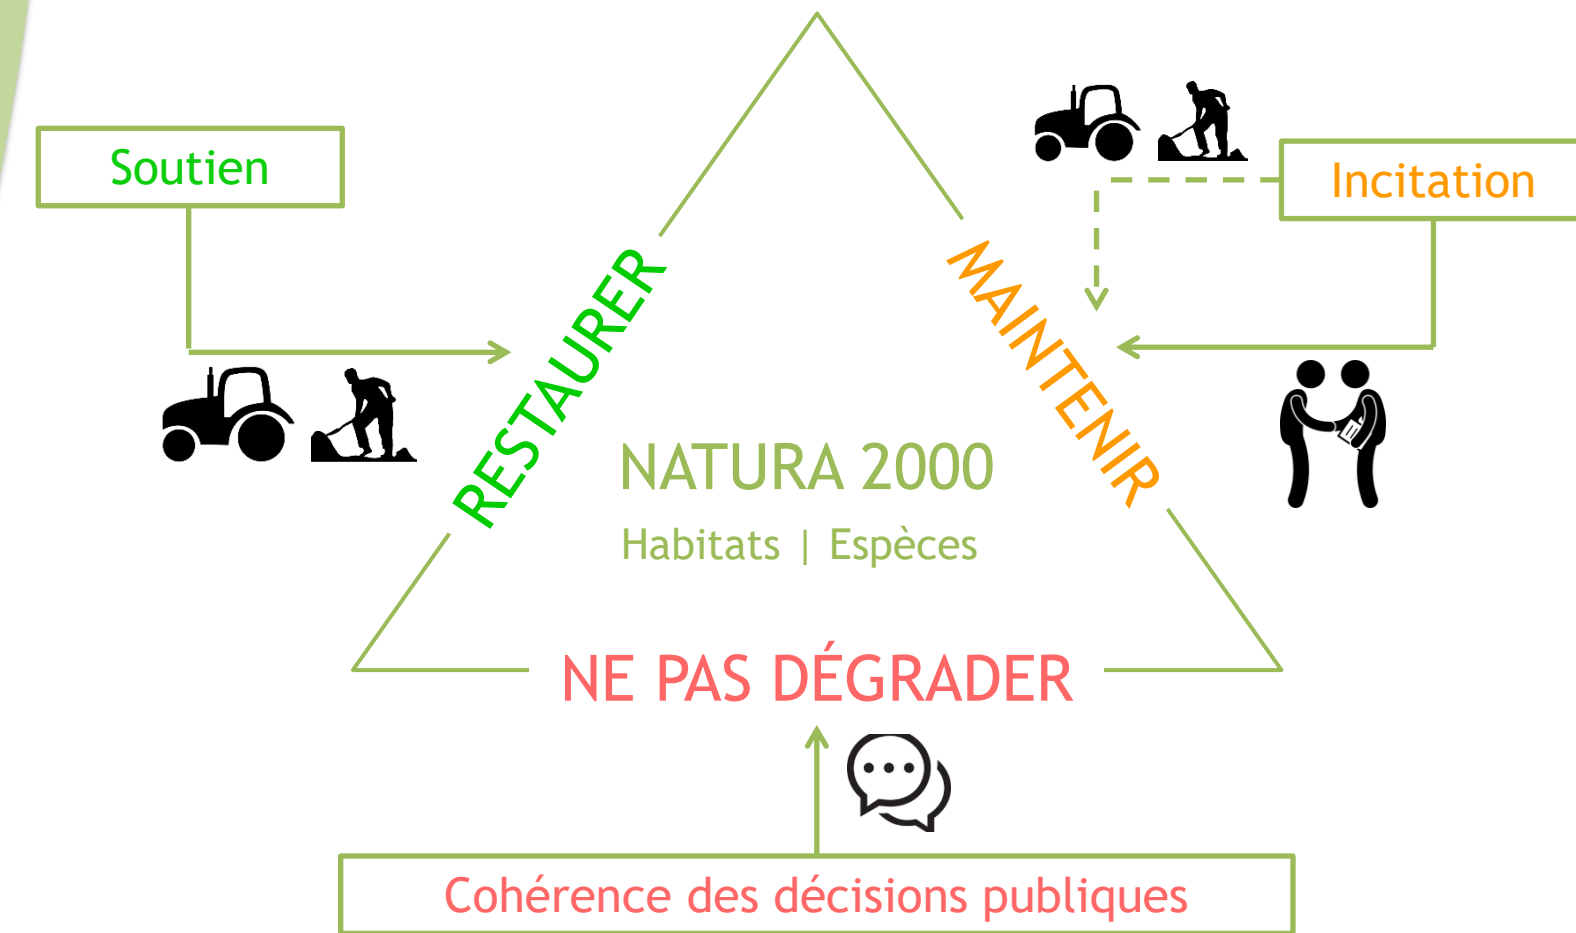 Soutien
Incitation
RESTAURER
MAINTENIR
NATURA 2000
Habitats | Espèces
NE PAS DÉGRADER
Cohérence des décisions publiques